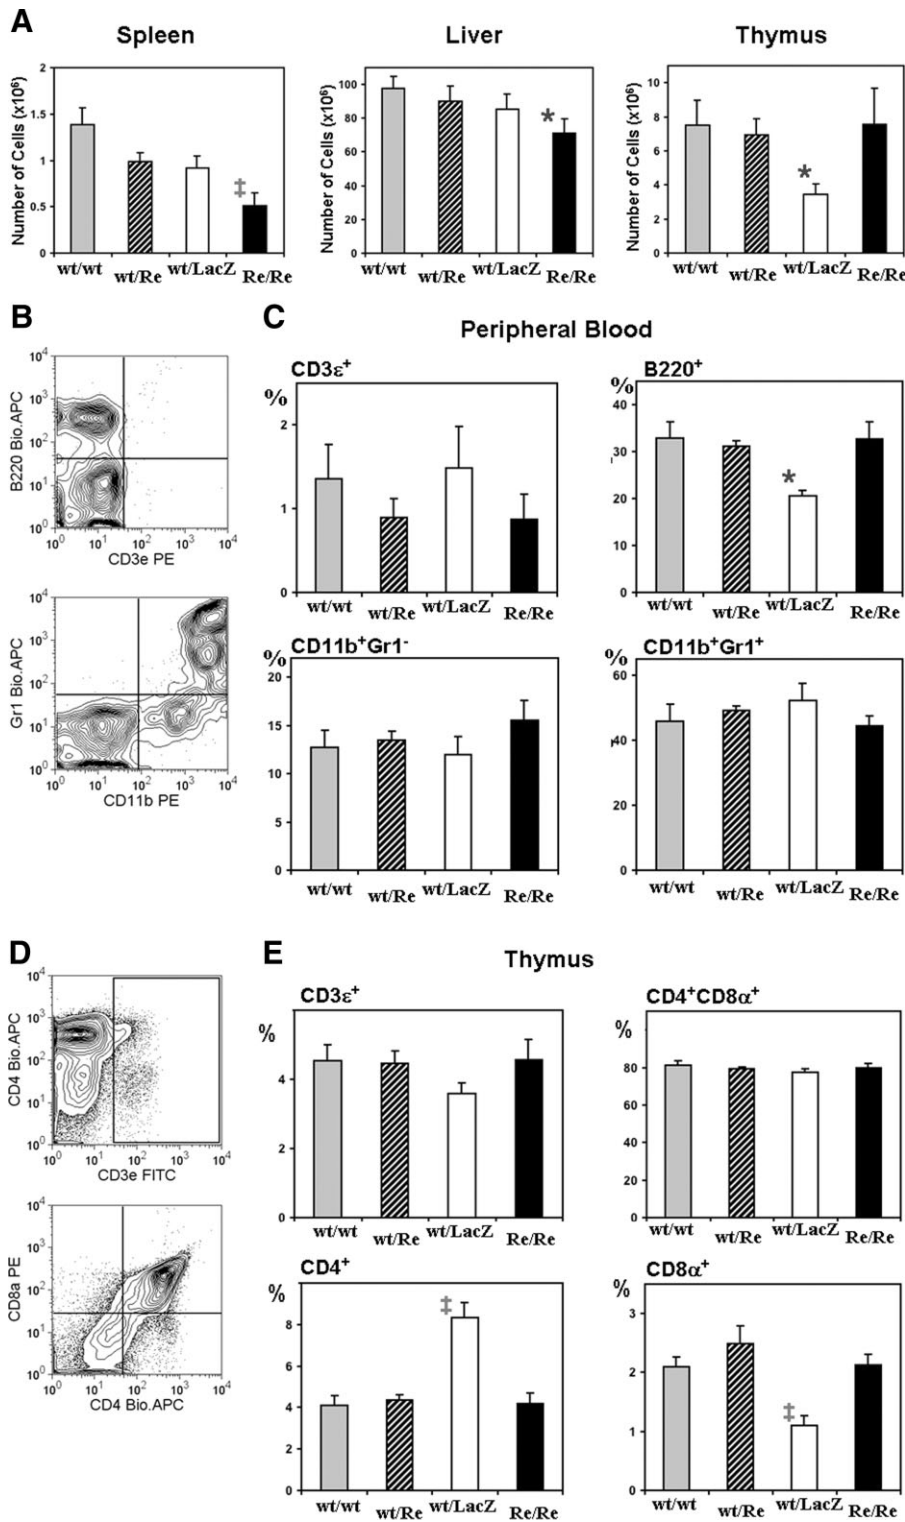 A
Spleen
Liver
Thymus
Number of Cells (x10⁶)
2
1.5
1
0.5
0
wt/wt
wt/Re
wt/LacZ
Re/Re
‡
Number of Cells (x10⁶)
100
80
60
40
20
0
wt/wt
wt/Re
wt/LacZ
Re/Re
*
Number of Cells (x10⁶)
10
8
6
4
2
0
wt/wt
wt/Re
wt/LacZ
Re/Re
*
B
B220 Bio.APC
10⁴
10³
10²
10¹
10⁰
10⁰ 10¹ 10² 10³ 10⁴
CD3e PE
Gr1 Bio.APC
10⁴
10³
10²
10¹
10⁰
10⁰ 10¹ 10² 10³ 10⁴
CD11b PE
C
Peripheral Blood
CD3ε⁺
%
2
1
0
wt/wt
wt/Re
wt/LacZ
Re/Re
B220⁺
%
40
30
20
10
0
*
wt/wt
wt/Re
wt/LacZ
Re/Re
CD11b⁺Gr1⁻
%
20
15
10
5
0
wt/wt
wt/Re
wt/LacZ
Re/Re
CD11b⁺Gr1⁺
%
60
40
20
0
wt/wt
wt/Re
wt/LacZ
Re/Re
D
CD4 Bio.APC
10⁴
10³
10²
10¹
10⁰
10⁰ 10¹ 10² 10³ 10⁴
CD3e FITC
CD8a PE
10⁴
10³
10²
10¹
10⁰
10⁰ 10¹ 10² 10³ 10⁴
CD4 Bio.APC
E
Thymus
CD3ε⁺
%
4
2
0
wt/wt
wt/Re
wt/LacZ
Re/Re
CD4⁺CD8α⁺
%
80
60
40
20
0
wt/wt
wt/Re
wt/LacZ
Re/Re
CD4⁺
%
8
6
4
2
0
‡
wt/wt
wt/Re
wt/LacZ
Re/Re
CD8α⁺
%
3
2
1
0
‡
wt/wt
wt/Re
wt/LacZ
Re/Re